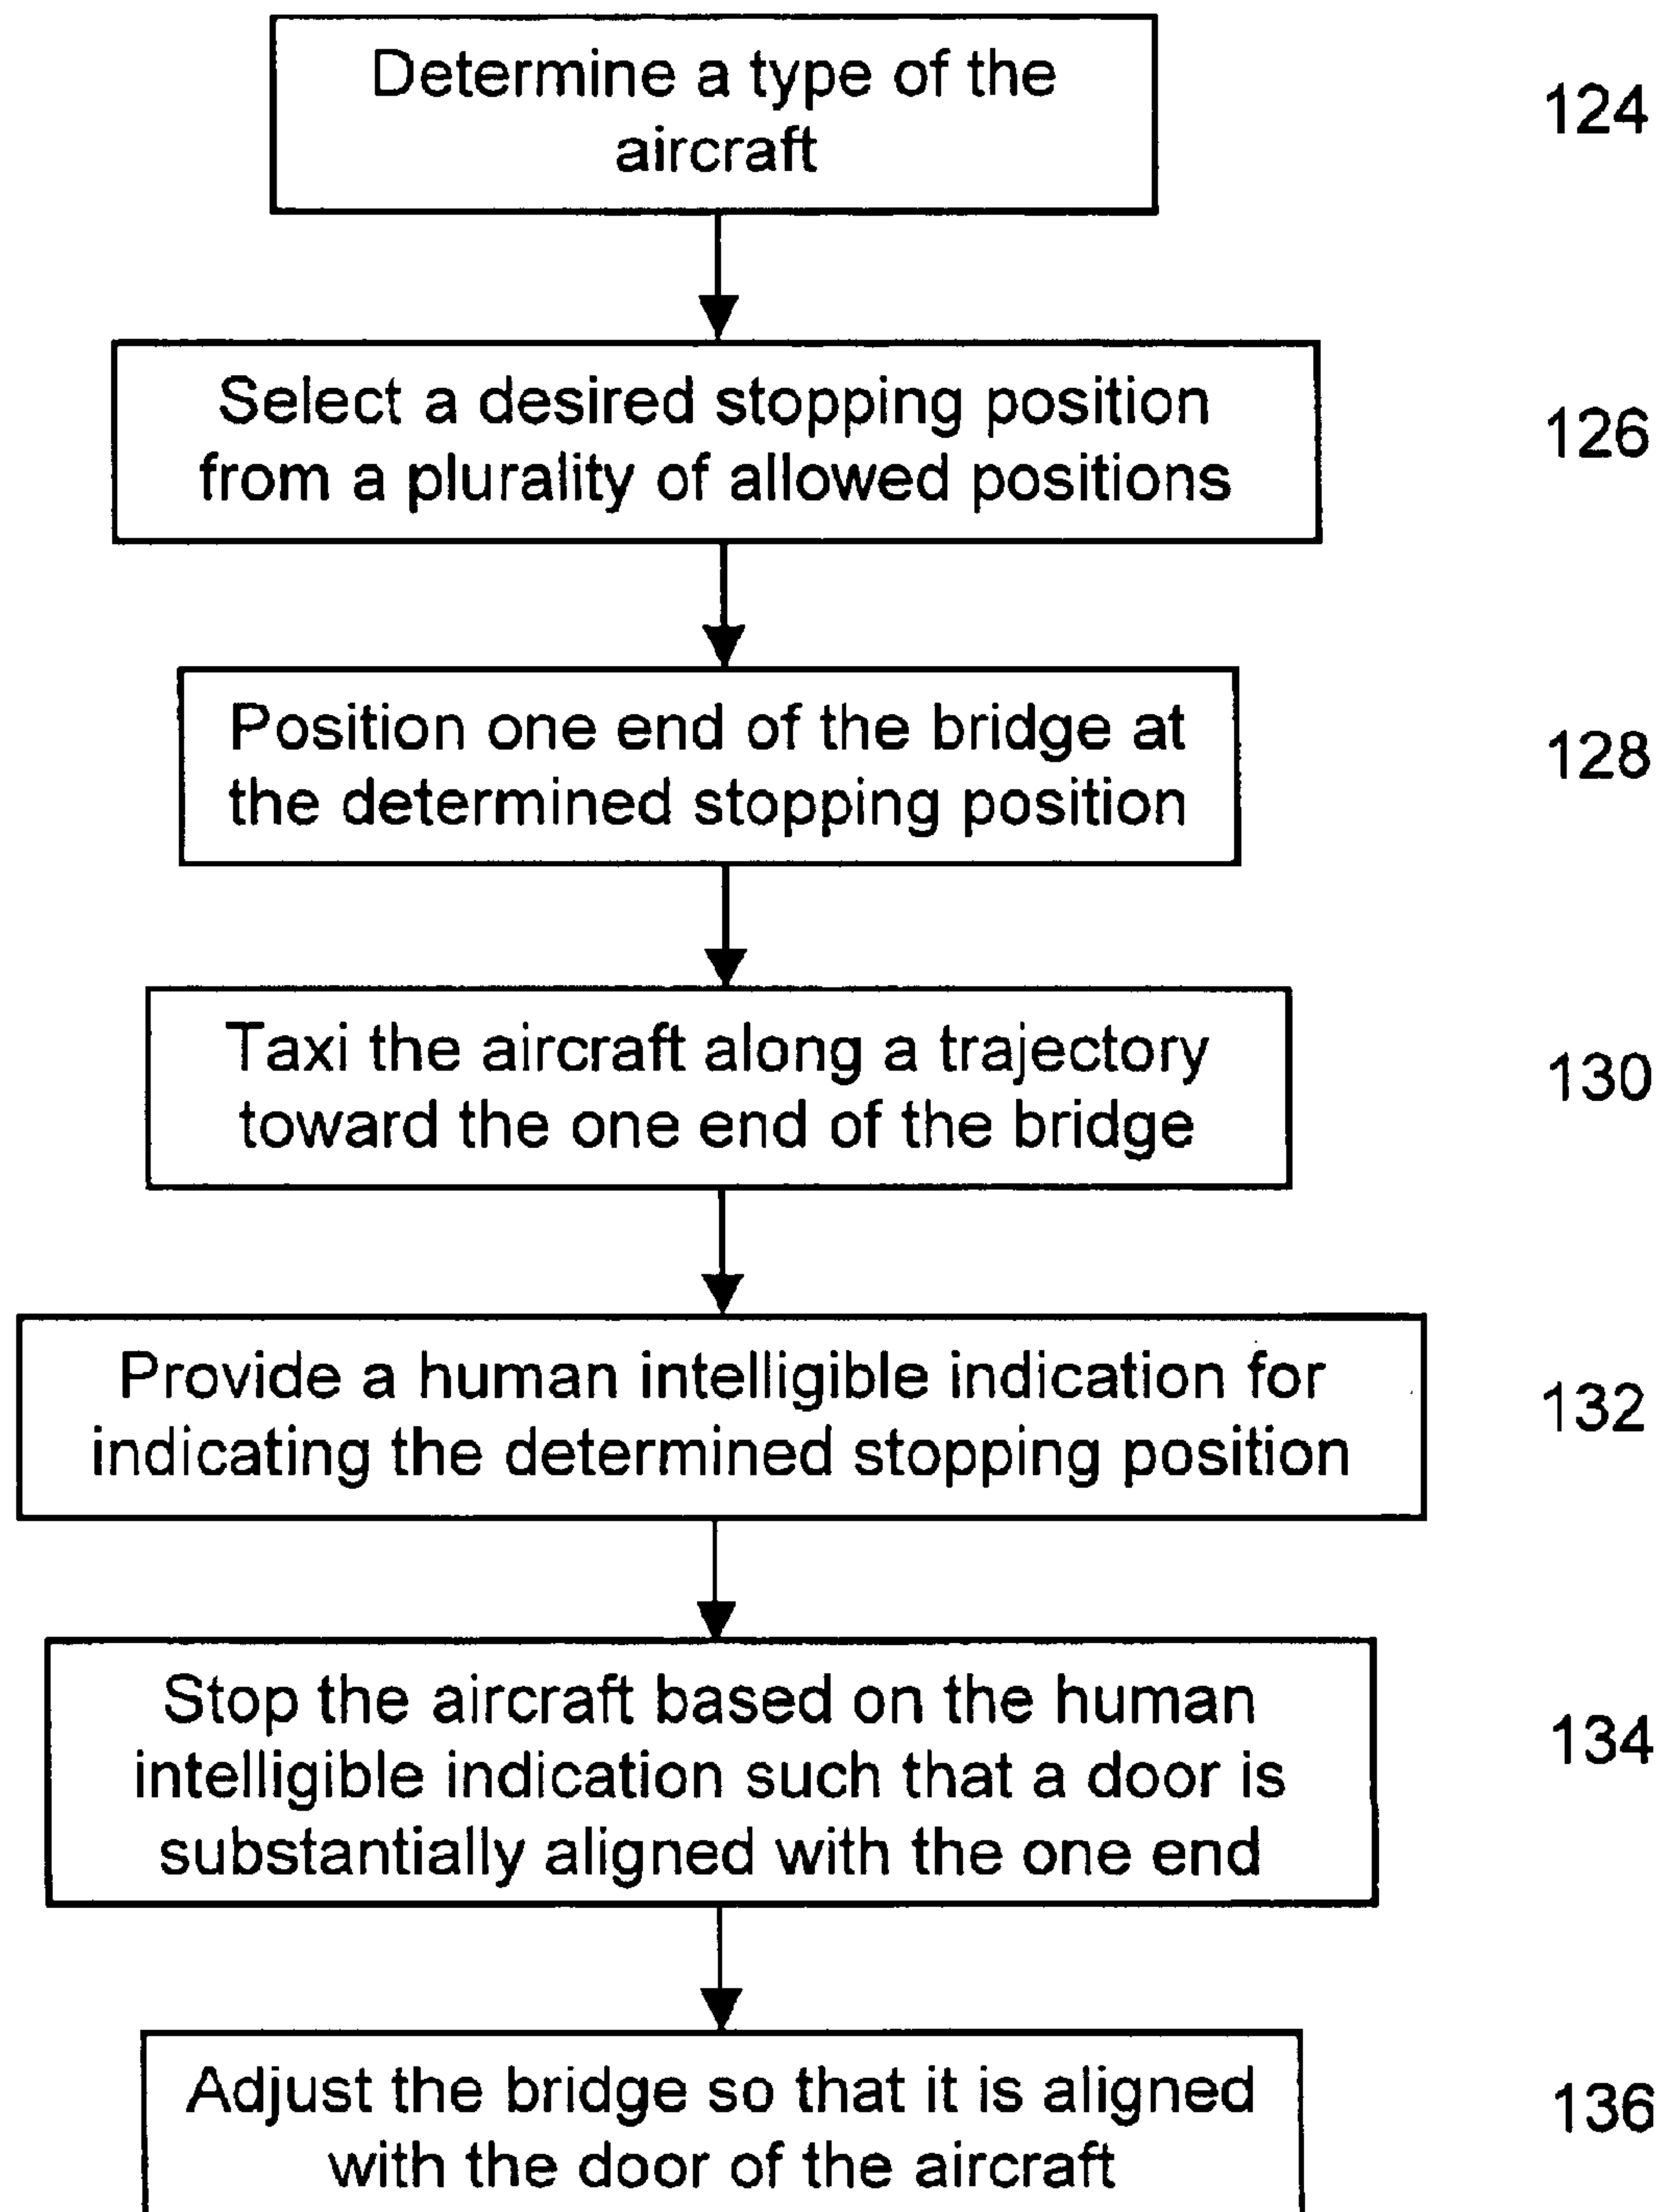 Determine a type of the
aircraft
124
Select a desired stopping position
from a plurality of allowed positions
126
Position one end of the bridge at
the determined stopping position
128
Taxi the aircraft along a trajectory
toward the one end of the bridge
130
Provide a human intelligible indication for
indicating the determined stopping position
132
Stop the aircraft based on the human
intelligible indication such that a door is
substantially aligned with the one end
134
Adjust the bridge so that it is aligned
with the door of the aircraft
136